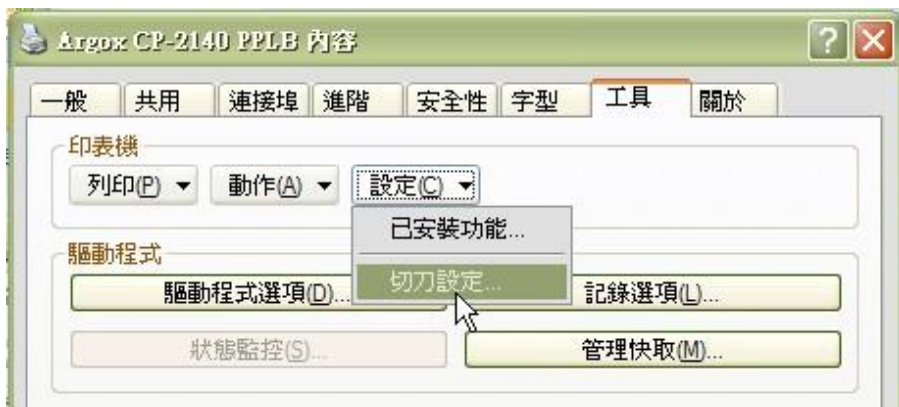 Argox CP-2140 PPLB 內容
一般 共用 連接埠 進階 安全性 字型 工具 關於
印表機
列印(P) 動作(A) 設定(C)
已安裝功能...
驅動程式
切刀設定...
驅動程式選項(D)... 記錄選項(L)...
狀態監控(S)... 管理快取(M)...